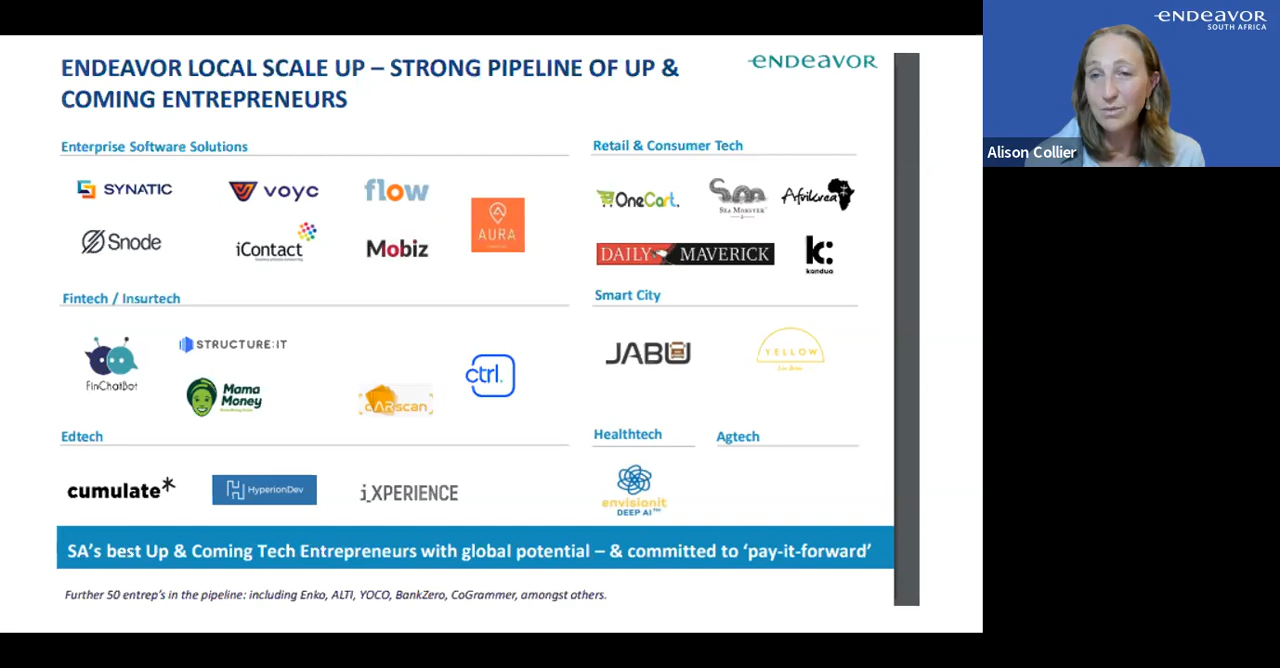 ENDEAVOR LOCAL SCALE UP – STRONG PIPELINE OF UP &
COMING ENTREPRENEURS
ENDEAVOR
Enterprise Software Solutions
SYNATIC
voyc
flow
AURA
Snode
iContact
Mobiz
Retail & Consumer Tech
OneCart.
SEA MONSTER
Afrikrea
DAILY MAVERICK
k:
kandua
Fintech / Insurtech
FinChatBot
STRUCTURE:IT
Mama
Money
cARscan
ctrl.
Smart City
JABU
YELLOW
Edtech
cumulate*
HyperionDev
i_XPERIENCE
Healthtech
envisionit
DEEP AI™
Agtech
SA's best Up & Coming Tech Entrepreneurs with global potential – & committed to 'pay-it-forward'
Further 50 entrep's in the pipeline: including Enko, ALTI, YOCO, BankZero, CoGrammer, amongst others.
ENDEAVOR
SOUTH AFRICA
Alison Collier